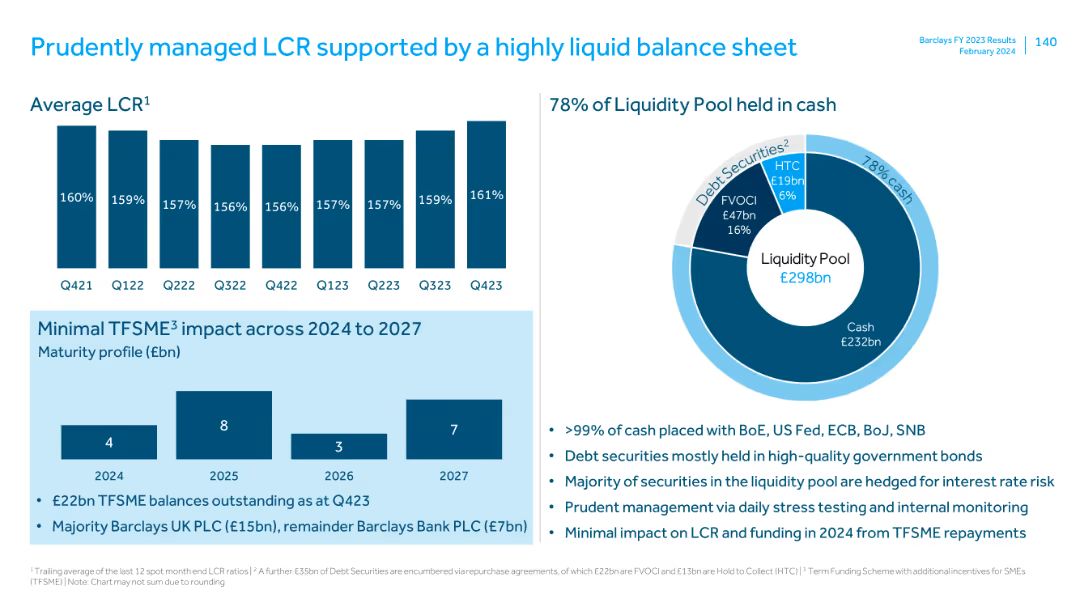 Prudently managed LCR supported by a highly liquid balance sheet
Barclays FY 2023 Results
February 2024
140
Average LCR¹
160%
159%
157%
156%
156%
157%
157%
159%
161%
Q421
Q122
Q222
Q322
Q422
Q123
Q223
Q323
Q423
Minimal TFSME³ impact across 2024 to 2027
Maturity profile (£bn)
4
8
3
7
2024
2025
2026
2027
• £22bn TFSME balances outstanding as at Q423
• Majority Barclays UK PLC (£15bn), remainder Barclays Bank PLC (£7bn)
78% of Liquidity Pool held in cash
Debt Securities²
78% cash
HTC
£19bn
6%
FVOCI
£47bn
16%
Liquidity Pool
£298bn
Cash
£232bn
• >99% of cash placed with BoE, US Fed, ECB, BoJ, SNB
• Debt securities mostly held in high-quality government bonds
• Majority of securities in the liquidity pool are hedged for interest rate risk
• Prudent management via daily stress testing and internal monitoring
• Minimal impact on LCR and funding in 2024 from TFSME repayments
¹ Trailing average of the last 12 spot month end LCR ratios | ² A further £35bn of Debt Securities are encumbered via repurchase agreements, of which £22bn are FVOCI and £13bn are Hold to Collect (HTC) | ³ Term Funding Scheme with additional incentives for SMEs
(TFSME) | Note: Chart may not sum due to rounding